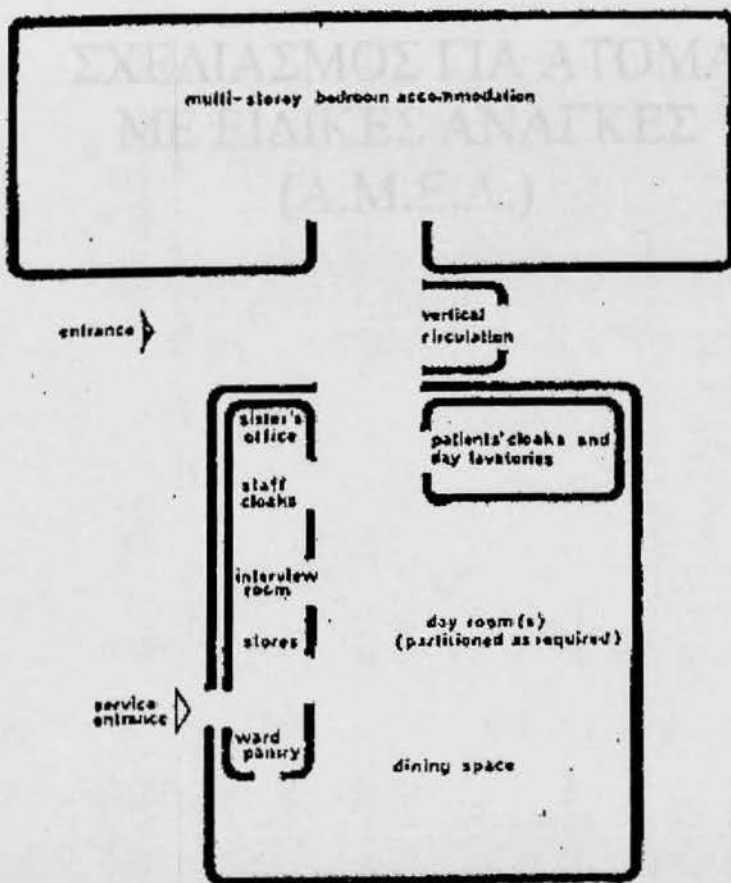 ΣΧΕΔΙΑΣΜΟΣ ΓΙΑ ΑΤΟΜΑ
ΜΕ ΕΙΔΙΚΕΣ ΑΝΑΓΚΕΣ
(Α.Μ.Ε.Α.)
multi-storey bedroom accommodation
entrance
vertical
circulation
sister's
office
patients' cloaks and
day lavatories
staff
cloaks
interview
room
stores
day room(s)
(partitioned as required)
service
entrance
ward
pantry
dining space